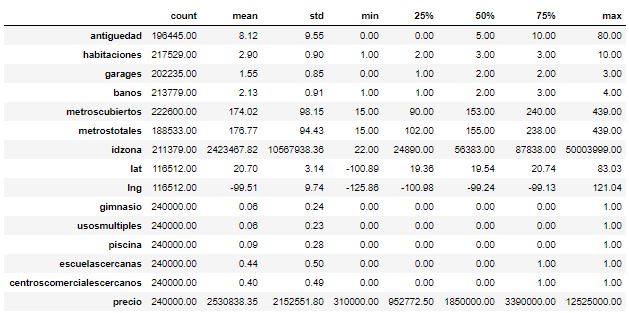 count mean std min 25% 50% 75% max
antiguedad 196445.00 8.12 9.55 0.00 0.00 5.00 10.00 80.00
habitaciones 217529.00 2.90 0.90 1.00 2.00 3.00 3.00 10.00
garages 202235.00 1.55 0.85 0.00 1.00 2.00 2.00 3.00
banos 213779.00 2.13 0.91 1.00 1.00 2.00 3.00 4.00
metroscubiertos 222600.00 174.02 98.15 15.00 90.00 153.00 240.00 439.00
metrostotales 188533.00 176.77 94.43 15.00 102.00 155.00 238.00 439.00
idzona 211379.00 2423467.82 10567938.36 22.00 24890.00 56383.00 87838.00 50003999.00
lat 116512.00 20.70 3.14 -100.89 19.36 19.54 20.74 83.03
lng 116512.00 -99.51 9.74 -125.86 -100.98 -99.24 -99.13 121.04
gimnasio 240000.00 0.06 0.24 0.00 0.00 0.00 0.00 1.00
usosmultiples 240000.00 0.06 0.23 0.00 0.00 0.00 0.00 1.00
piscina 240000.00 0.09 0.28 0.00 0.00 0.00 0.00 1.00
escuelascercanas 240000.00 0.44 0.50 0.00 0.00 0.00 1.00 1.00
centroscomercialescercanos 240000.00 0.40 0.49 0.00 0.00 0.00 1.00 1.00
precio 240000.00 2530838.35 2152551.80 310000.00 952772.50 1850000.00 3390000.00 12525000.00